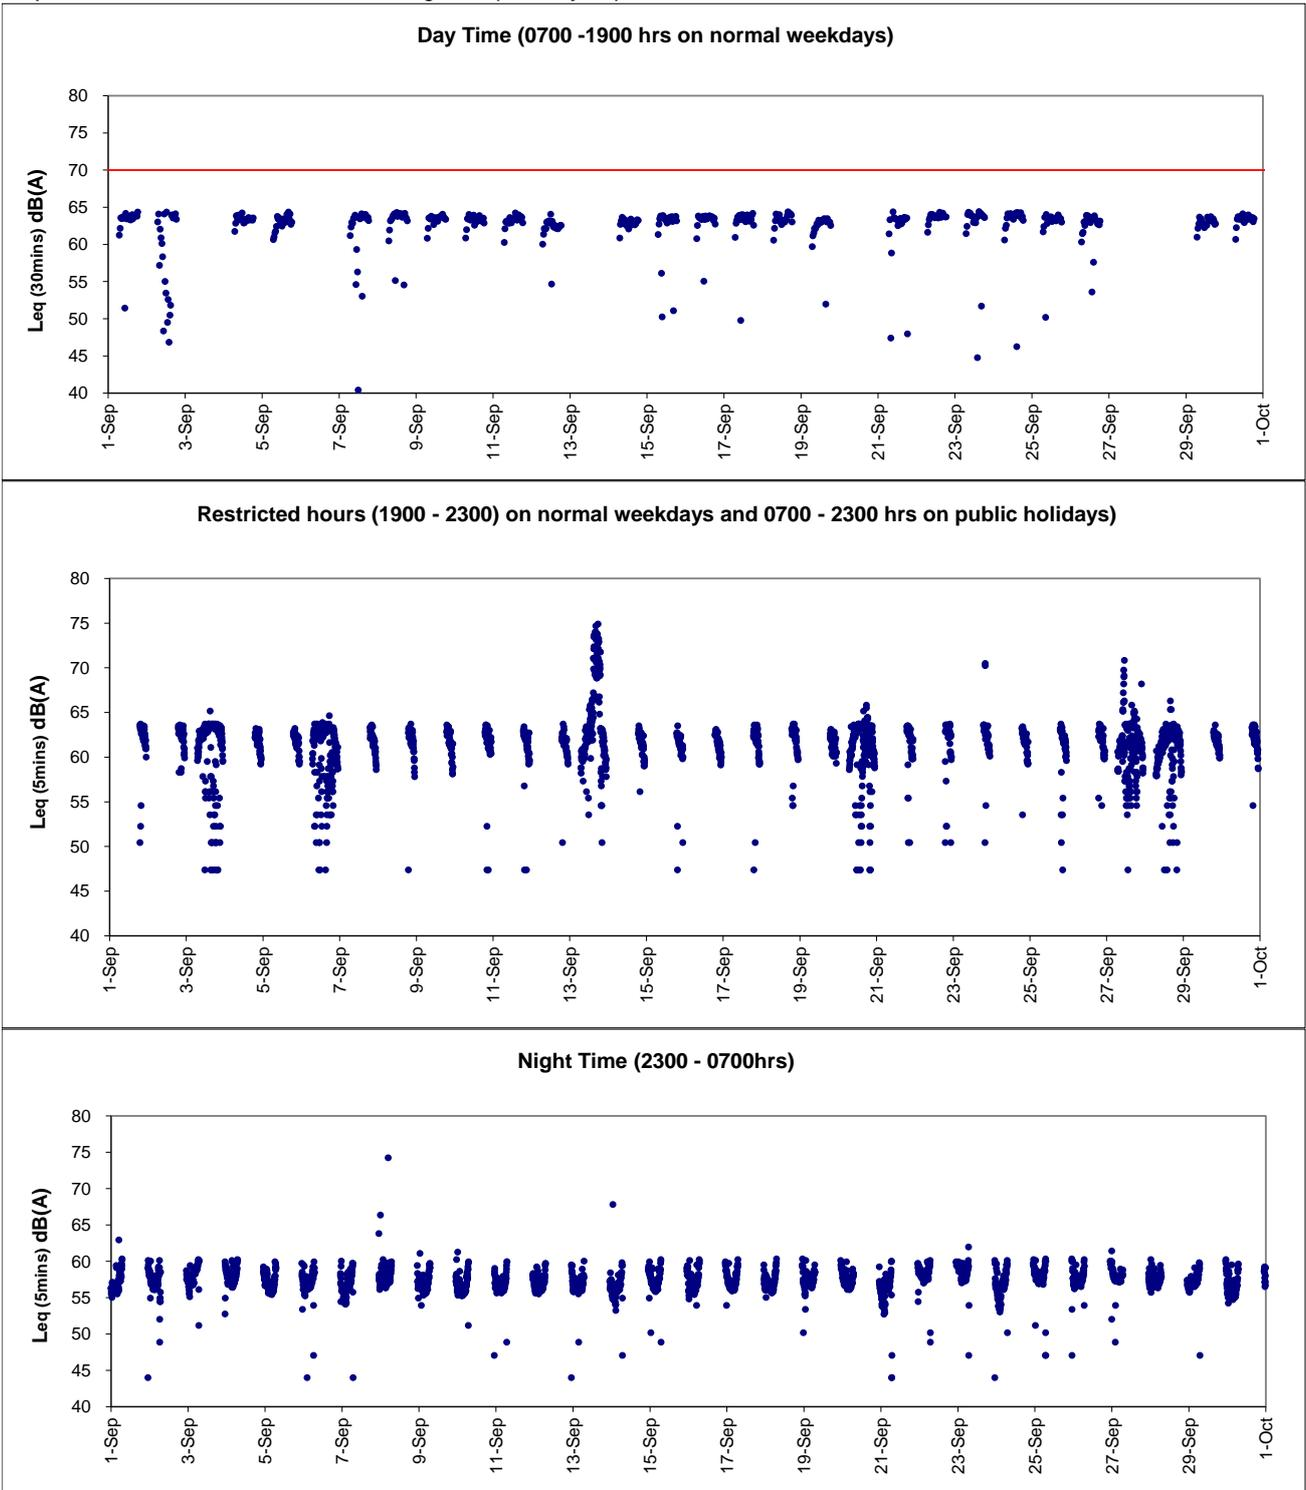 Day Time (0700 -1900 hrs on normal weekdays)
Leq (30mins) dB(A)
80
75
70
65
60
55
50
45
40
1-Sep
3-Sep
5-Sep
7-Sep
9-Sep
11-Sep
13-Sep
15-Sep
17-Sep
19-Sep
21-Sep
23-Sep
25-Sep
27-Sep
29-Sep
1-Oct
Restricted hours (1900 - 2300) on normal weekdays and 0700 - 2300 hrs on public holidays)
Leq (5mins) dB(A)
80
75
70
65
60
55
50
45
40
1-Sep
3-Sep
5-Sep
7-Sep
9-Sep
11-Sep
13-Sep
15-Sep
17-Sep
19-Sep
21-Sep
23-Sep
25-Sep
27-Sep
29-Sep
1-Oct
Night Time (2300 - 0700hrs)
Leq (5mins) dB(A)
80
75
70
65
60
55
50
45
40
1-Sep
3-Sep
5-Sep
7-Sep
9-Sep
11-Sep
13-Sep
15-Sep
17-Sep
19-Sep
21-Sep
23-Sep
25-Sep
27-Sep
29-Sep
1-Oct